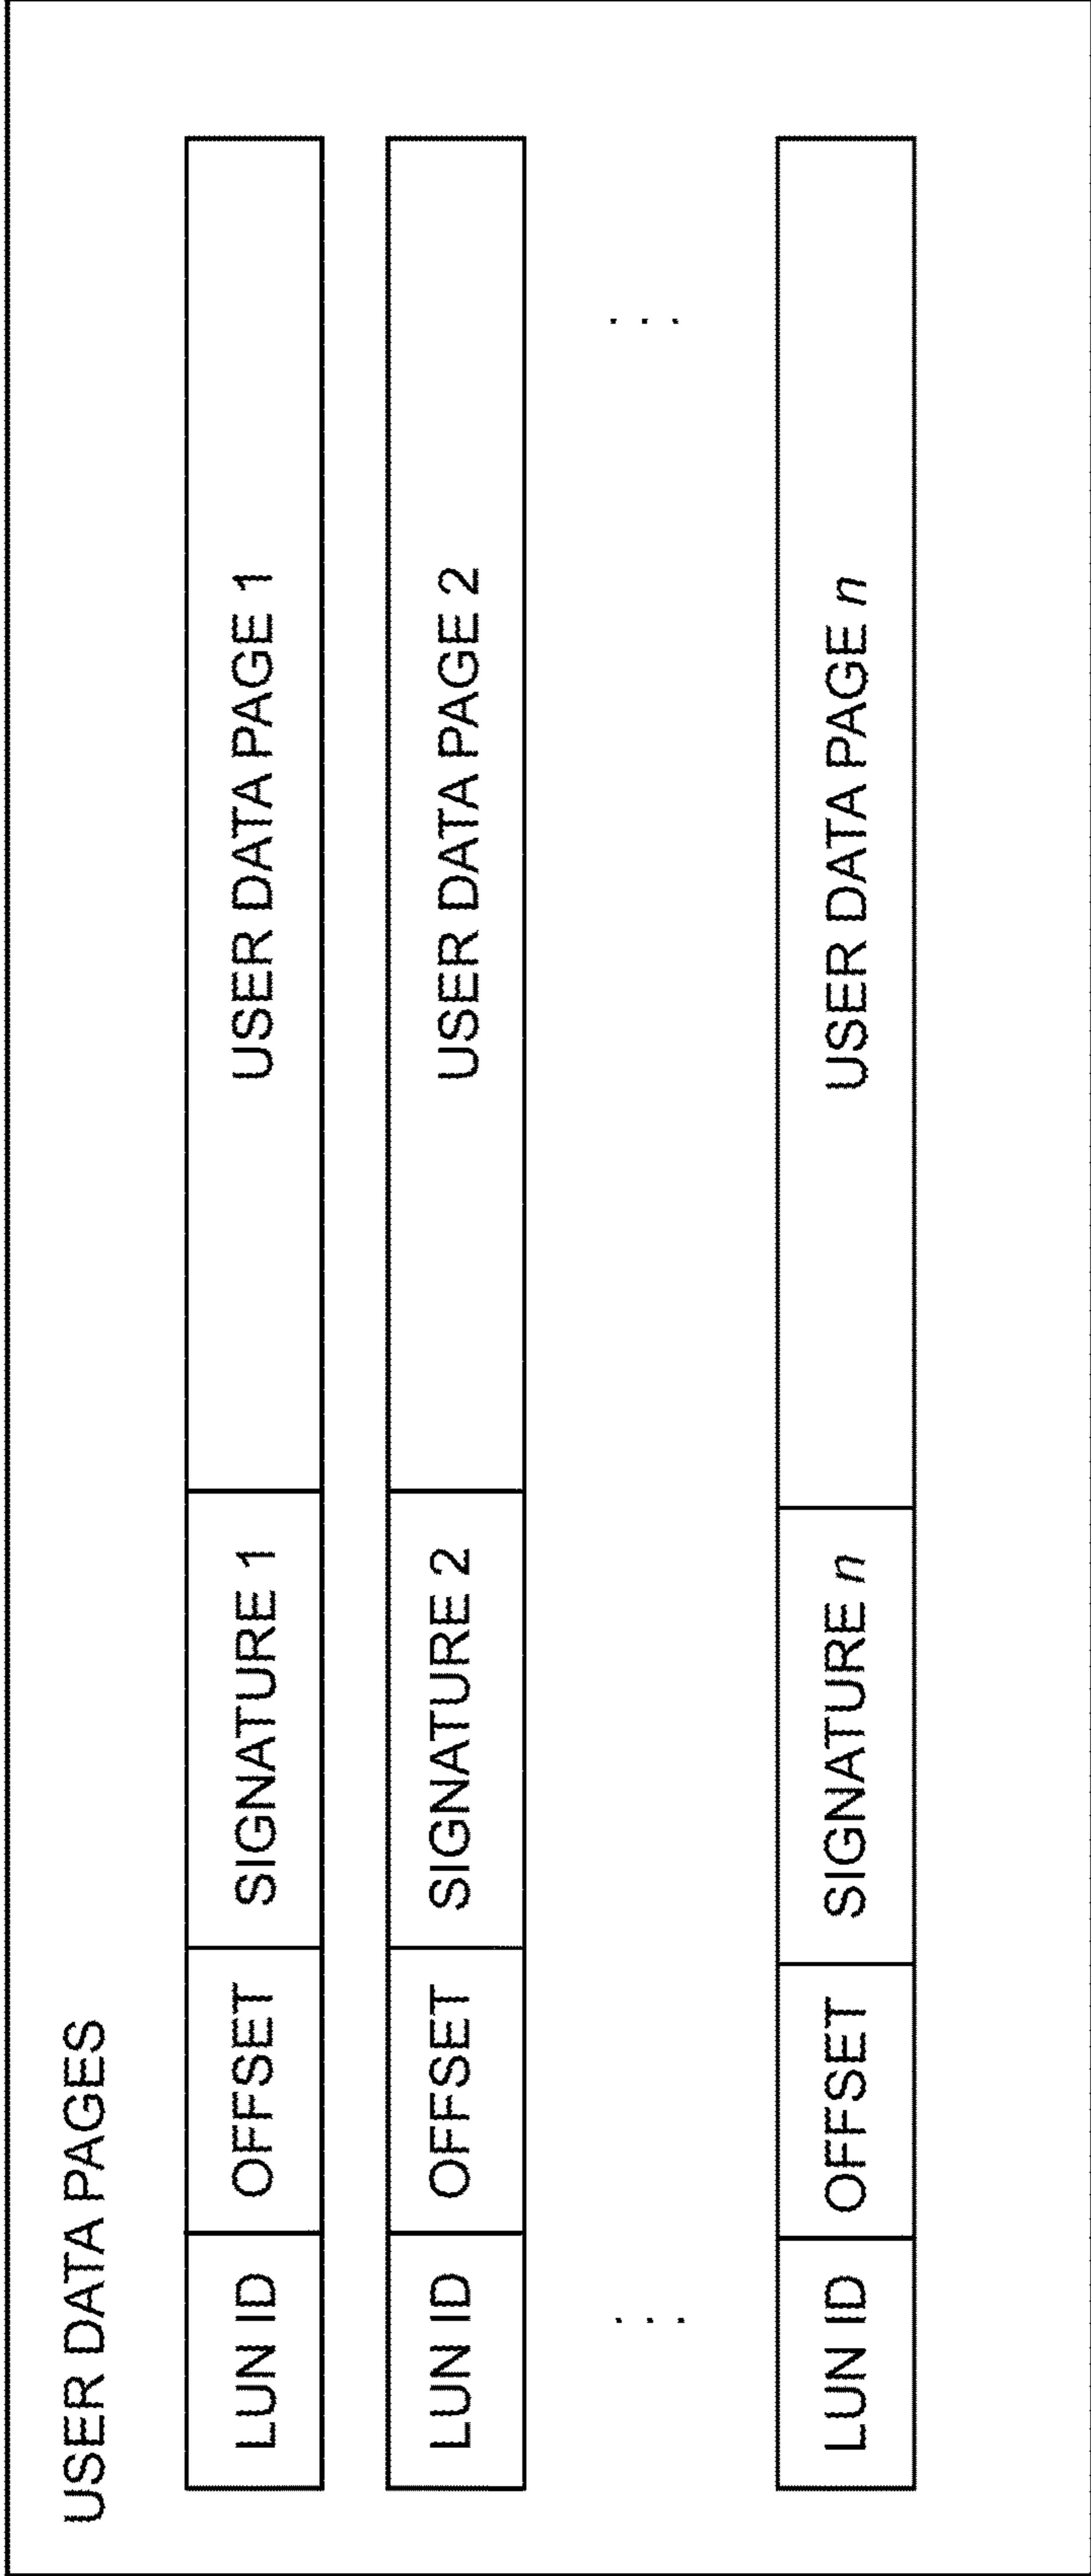 USER DATA PAGES
LUN ID OFFSET SIGNATURE 1 USER DATA PAGE 1
LUN ID OFFSET SIGNATURE 2 USER DATA PAGE 2
. . . . . .
LUN ID OFFSET SIGNATURE n USER DATA PAGE n